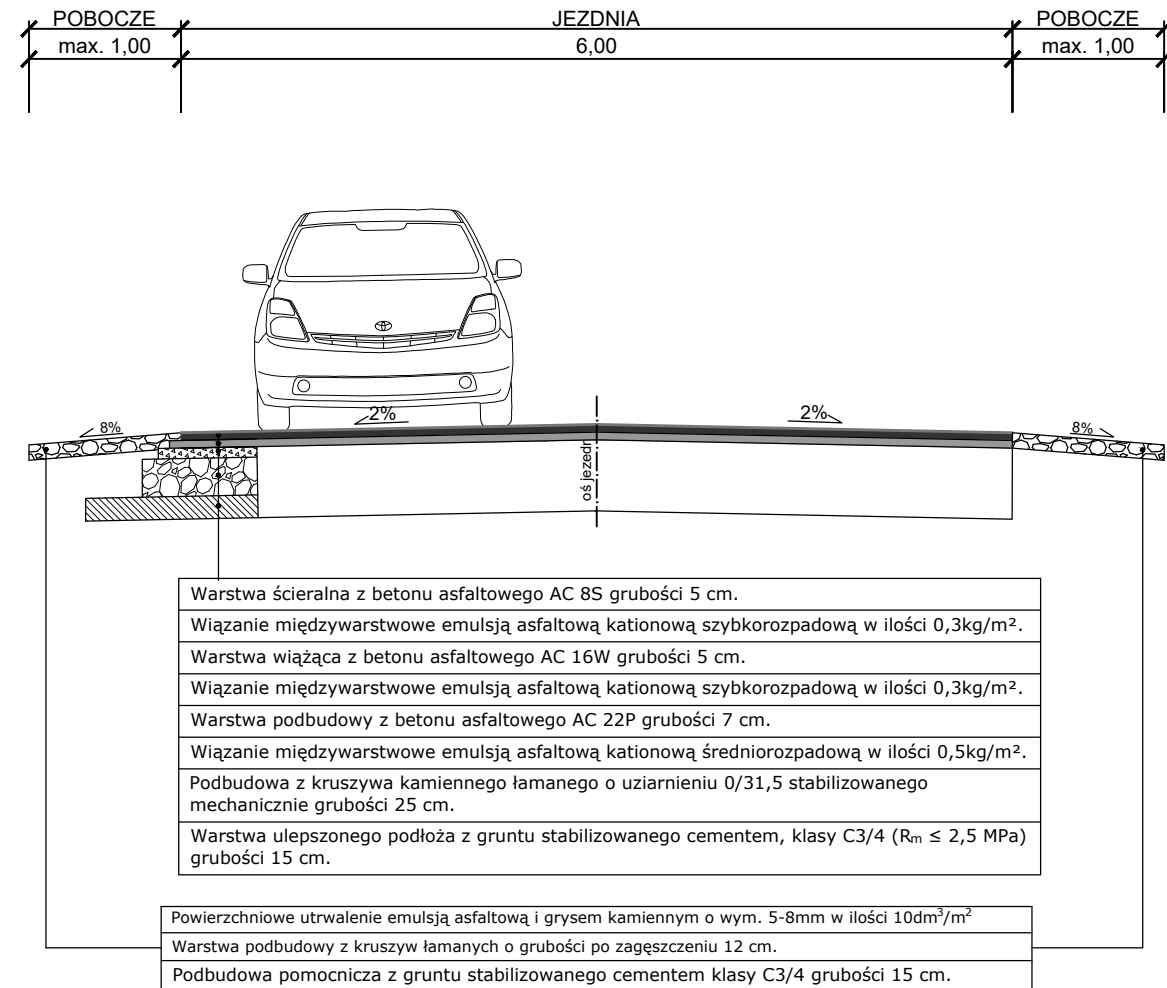 POBOCZE JEZDNIA POBOCZE
max. 1,00 6,00 max. 1,00
8% 2% 2% 8%
oś jezedni
Warstwa ścieralna z betonu asfaltowego AC 8S grubości 5 cm.
Wiązanie międzywarstwowe emulsją asfaltową kationową szybkorozpadową w ilości 0,3kg/m².
Warstwa wiążąca z betonu asfaltowego AC 16W grubości 5 cm.
Wiązanie międzywarstwowe emulsją asfaltową kationową szybkorozpadową w ilości 0,3kg/m².
Warstwa podbudowy z betonu asfaltowego AC 22P grubości 7 cm.
Wiązanie międzywarstwowe emulsją asfaltową kationową średniorozpadową w ilości 0,5kg/m².
Podbudowa z kruszywa kamiennego łamanego o uziarnieniu 0/31,5 stabilizowanego
mechanicznie grubości 25 cm.
Warstwa ulepszonego podłoża z gruntu stabilizowanego cementem, klasy C3/4 (Rₘ ≤ 2,5 MPa)
grubości 15 cm.
Powierzchniowe utrwalenie emulsją asfaltową i grysem kamiennym o wym. 5-8mm w ilości 10dm³/m²
Warstwa podbudowy z kruszyw łamanych o grubości po zagęszczeniu 12 cm.
Podbudowa pomocnicza z gruntu stabilizowanego cementem klasy C3/4 grubości 15 cm.